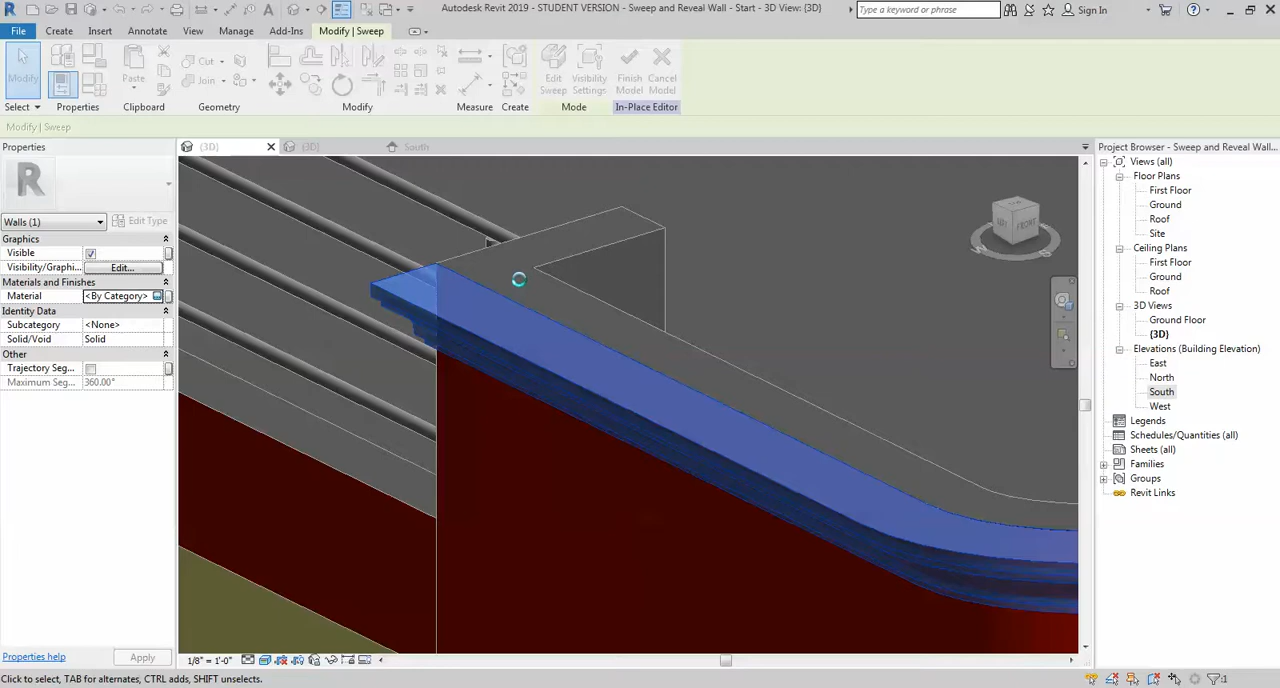 Autodesk Revit 2019 - STUDENT VERSION - Sweep and Reveal Wall - Start - 3D View: {3D}
Type a keyword or phrase
Sign In
File Create Insert Annotate View Manage Add-Ins Modify | Sweep
Modify
Paste
Cut
Join
Edit Sweep
Visibility Settings
Finish Model
Cancel Model
Select Properties Clipboard Geometry Modify Measure Create Mode In-Place Editor
Modify | Sweep
Properties
{3D}
{3D}
South
Project Browser - Sweep and Reveal Wall...
R
Walls (1)
Edit Type
Graphics
Visible
Visibility/Graphi... Edit...
Materials and Finishes
Material <By Category>
Identity Data
Subcategory <None>
Solid/Void Solid
Other
Trajectory Seg...
Maximum Seg... 360.00°
Properties help
Apply
FRONT
Views (all)
Floor Plans
First Floor
Ground
Roof
Site
Ceiling Plans
First Floor
Ground
Roof
3D Views
Ground Floor
{3D}
Elevations (Building Elevation)
East
North
South
West
Legends
Schedules/Quantities (all)
Sheets (all)
Families
Groups
Revit Links
1/8" = 1'-0"
Click to select, TAB for alternates, CTRL adds, SHIFT unselects.
:1